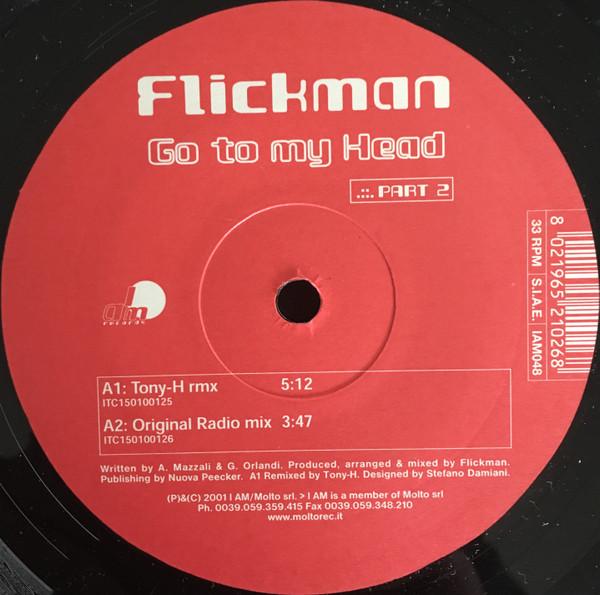 Flickman
Go to my Head
.::. PART 2
8 021965 210268
33 RPM S.I.A.E. IAM048
records
A1: Tony-H rmx 5:12
ITC150100125
A2: Original Radio mix 3:47
ITC150100126
Written by A. Mazzali & G. Orlandi. Produced, arranged & mixed by Flickman.
Publishing by Nuova Peecker. A1 Remixed by Tony-H. Designed by Stefano Damiani.
(P)&(C) 2001 I AM/Molto srl. > I AM is a member of Molto srl
Ph. 0039.059.359.415 Fax 0039.059.348.210
www.moltorec.it